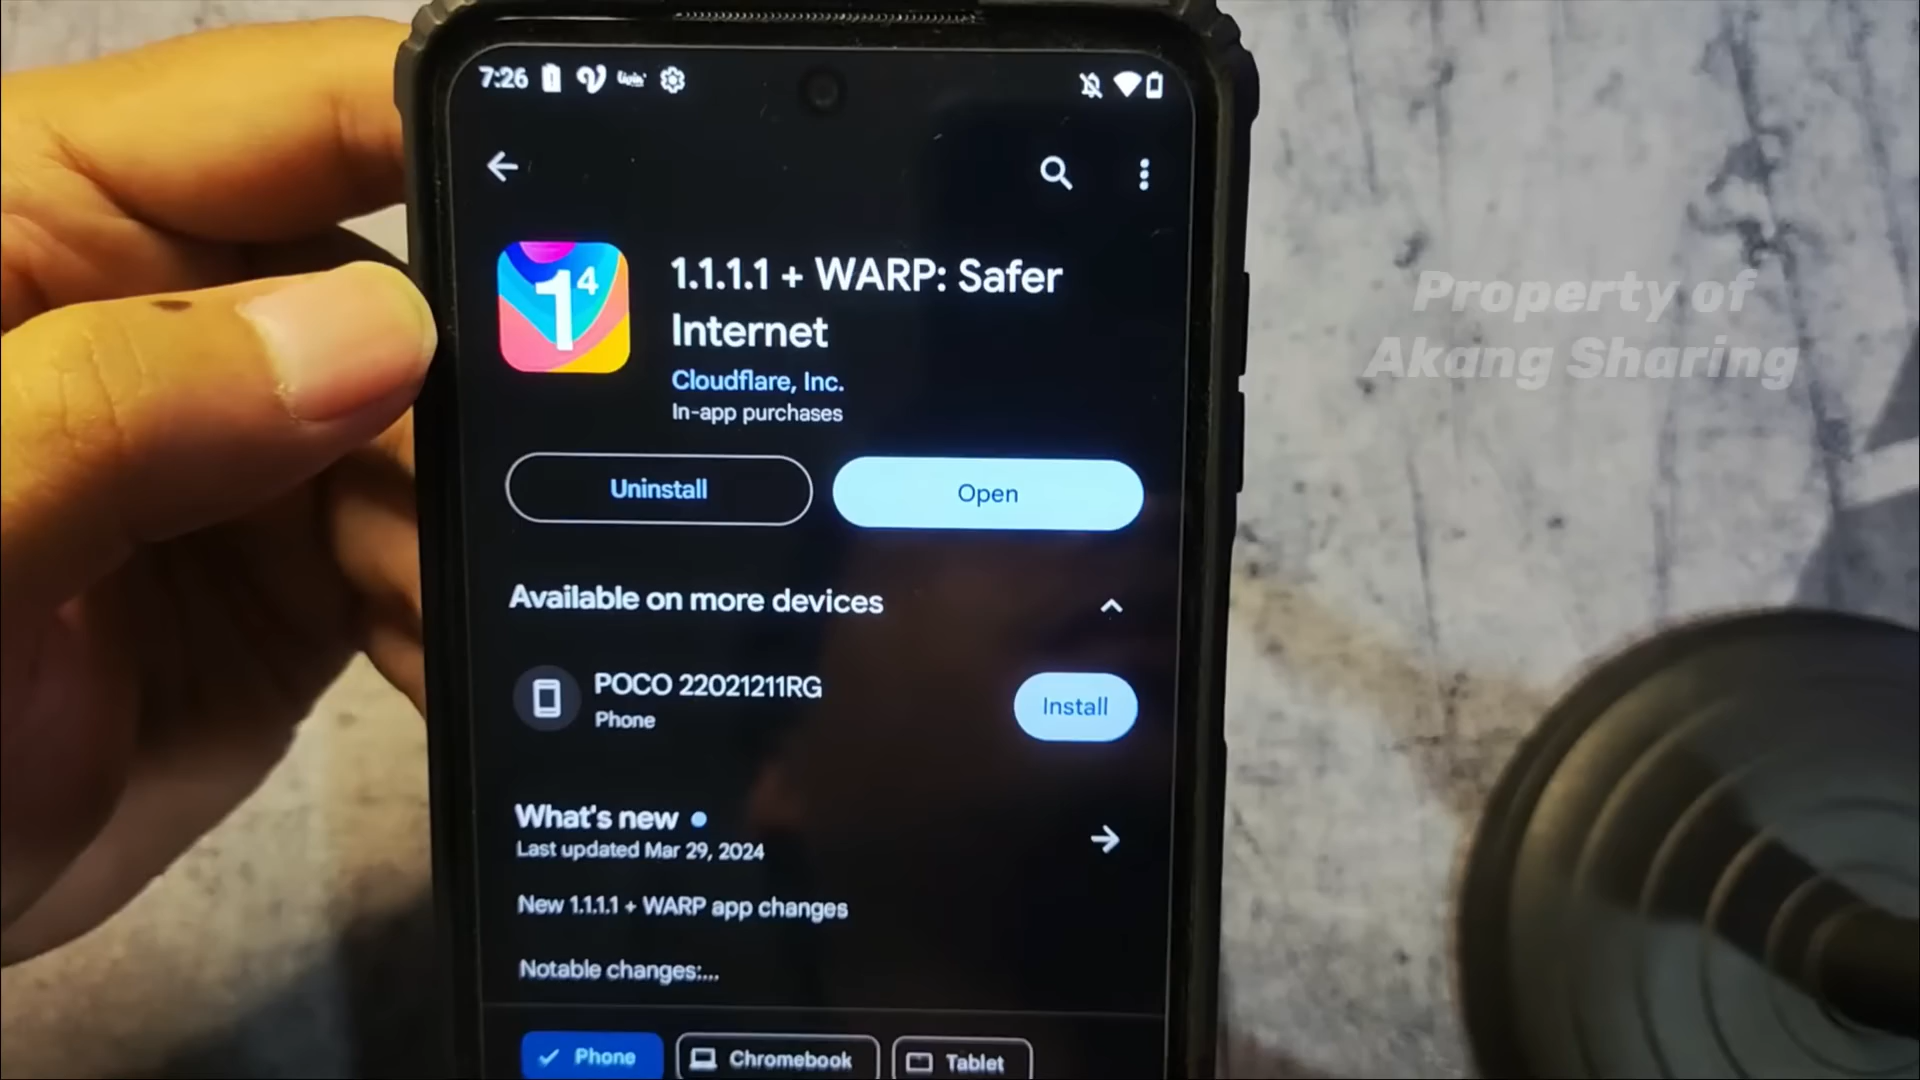 7:26
livin'
1.1.1.1 + WARP: Safer
Internet
Cloudflare, Inc.
In-app purchases
Uninstall
Open
Available on more devices
POCO 22021211RG
Phone
Install
What's new
Last updated Mar 29, 2024
New 1.1.1.1 + WARP app changes
Notable changes:...
Phone
Chromebook
Tablet
1⁴
Property of
Akang Sharing